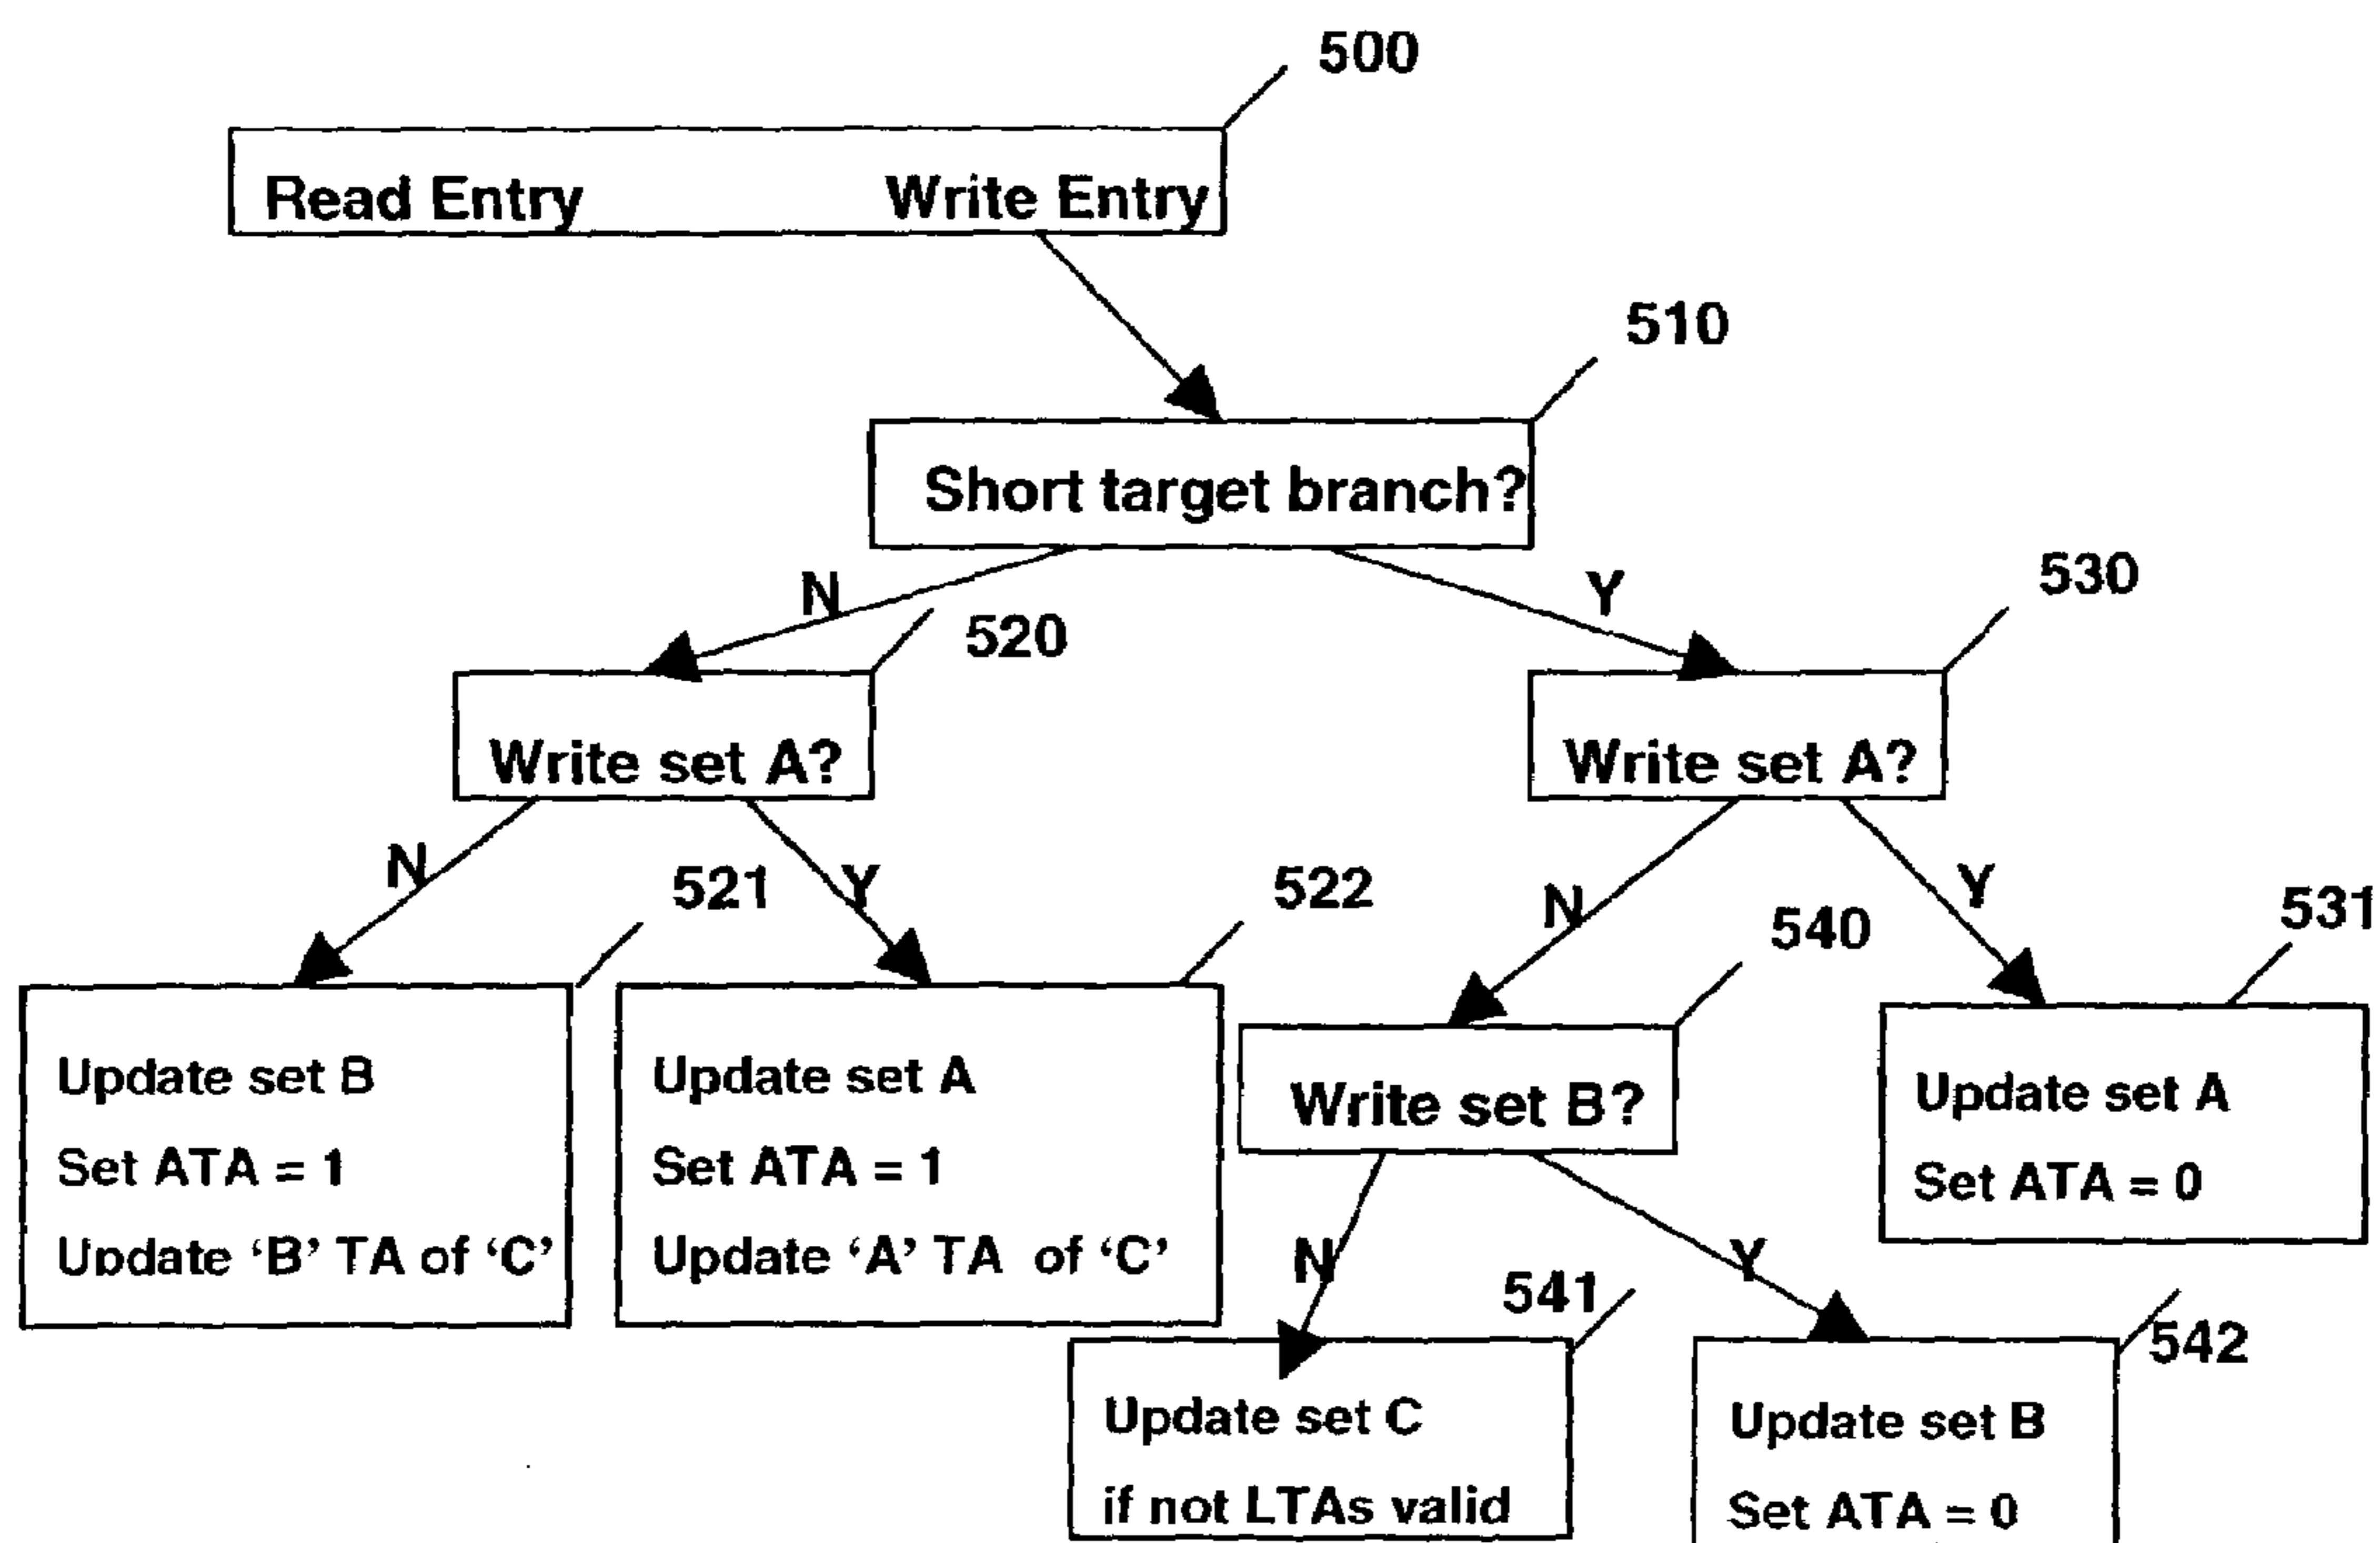 500
Read Entry Write Entry
510
Short target branch?
N Y
530
520
Write set A?
Write set A?
N
521
Y
522
N
540
Y
531
Update set B
Set ATA = 1
Update 'B' TA of 'C'
Update set A
Set ATA = 1
Update 'A' TA of 'C'
Write set B?
Update set A
Set ATA = 0
N
541
Y
542
Update set C
if not LTAs valid
Update set B
Set ATA = 0